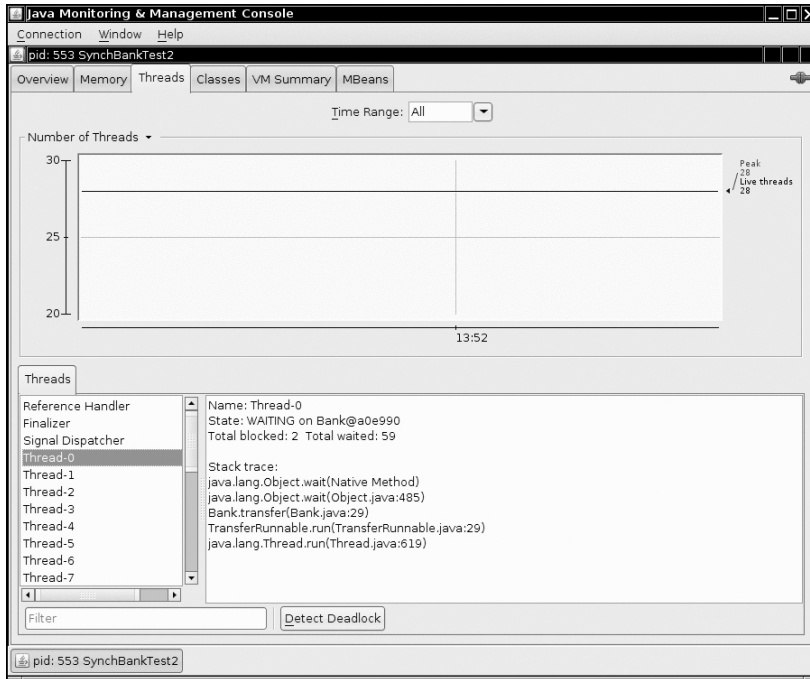 Java Monitoring & Management Console
Connection Window Help
pid: 553 SynchBankTest2
Overview Memory Threads Classes VM Summary MBeans
Time Range: All
Number of Threads
30
25
20
13:52
Peak
28
Live threads
28
Threads
Reference Handler
Finalizer
Signal Dispatcher
Thread-0
Thread-1
Thread-2
Thread-3
Thread-4
Thread-5
Thread-6
Thread-7
Name: Thread-0
State: WAITING on Bank@a0e990
Total blocked: 2 Total waited: 59
Stack trace:
java.lang.Object.wait(Native Method)
java.lang.Object.wait(Object.java:485)
Bank.transfer(Bank.java:29)
TransferRunnable.run(TransferRunnable.java:29)
java.lang.Thread.run(Thread.java:619)
Filter
Detect Deadlock
pid: 553 SynchBankTest2